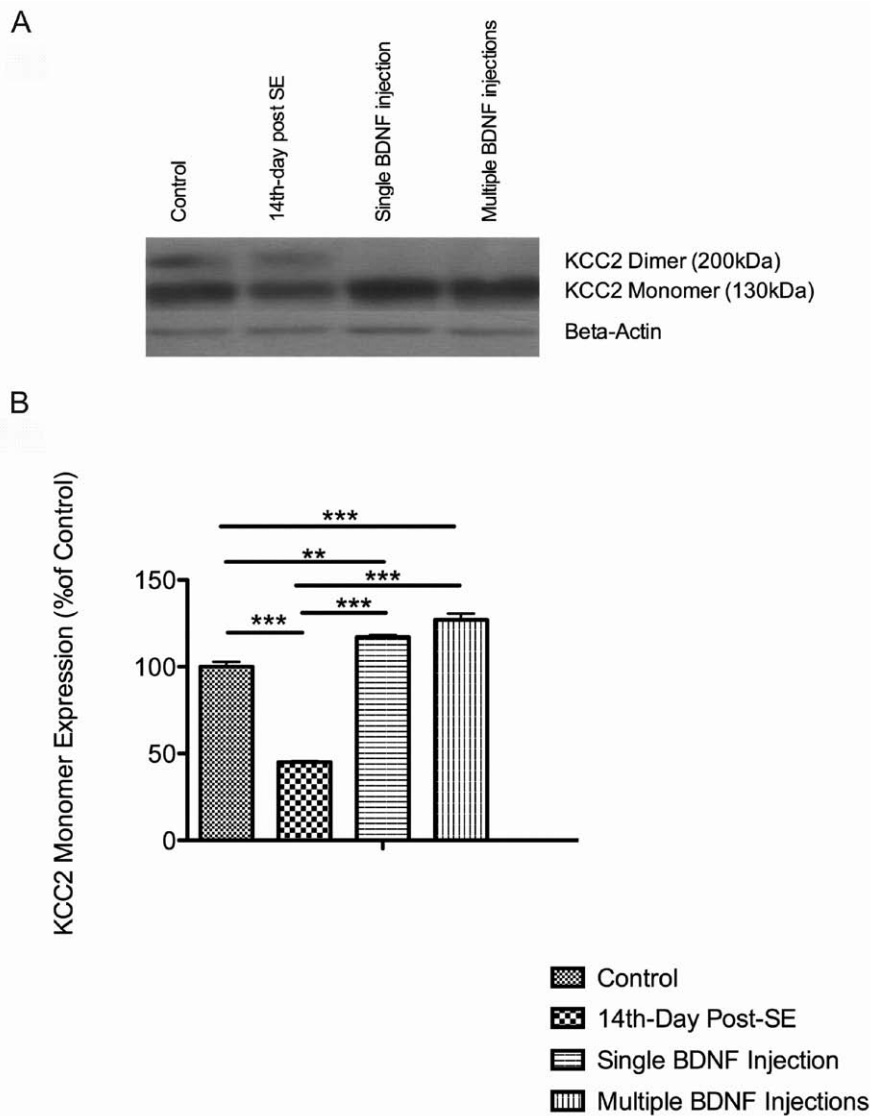 A
Control
14th-day post SE
Single BDNF injection
Multiple BDNF injections
KCC2 Dimer (200kDa)
KCC2 Monomer (130kDa)
Beta-Actin
B
KCC2 Monomer Expression (%of Control)
***
**
***
***
***
150
100
50
0
Control
14th-Day Post-SE
Single BDNF Injection
Multiple BDNF Injections